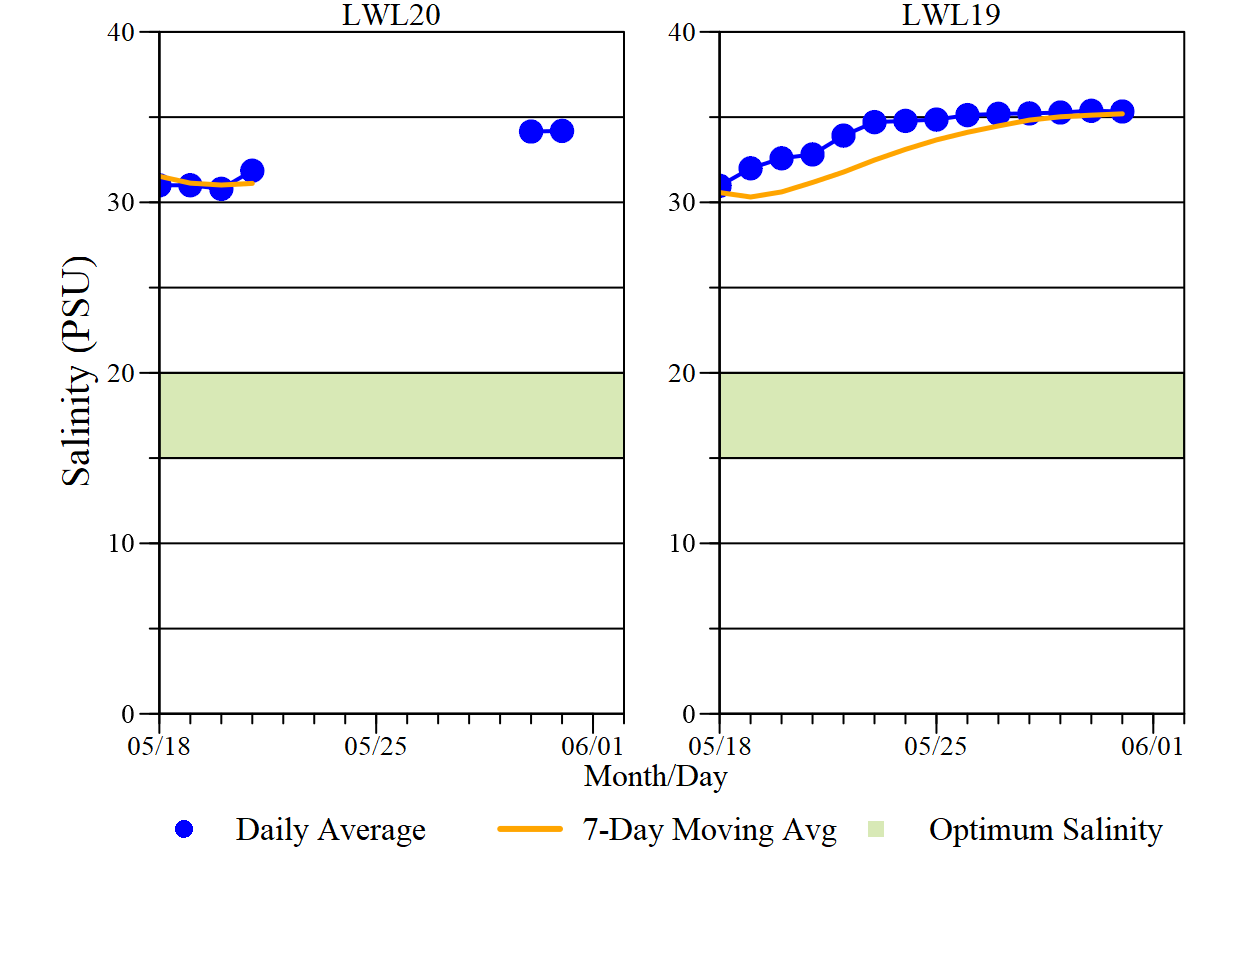 LWL20
LWL19
40
30
20
10
0
40
30
20
10
0
Salinity (PSU)
05/18
05/25
06/01
05/18
05/25
06/01
Month/Day
Daily Average
7-Day Moving Avg
Optimum Salinity